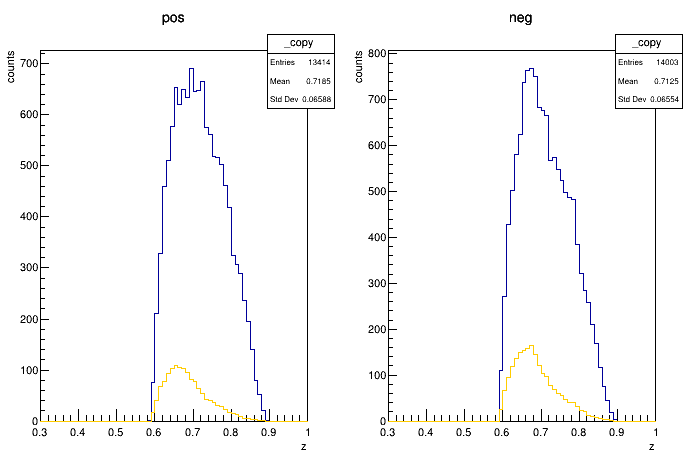 pos
_copy
Entries 13414
Mean 0.7185
Std Dev 0.06588
counts
700
600
500
400
300
200
100
0
0.3 0.4 0.5 0.6 0.7 0.8 0.9 1
z
neg
_copy
Entries 14003
Mean 0.7125
Std Dev 0.06554
counts
800
700
600
500
400
300
200
100
0
0.3 0.4 0.5 0.6 0.7 0.8 0.9 1
z